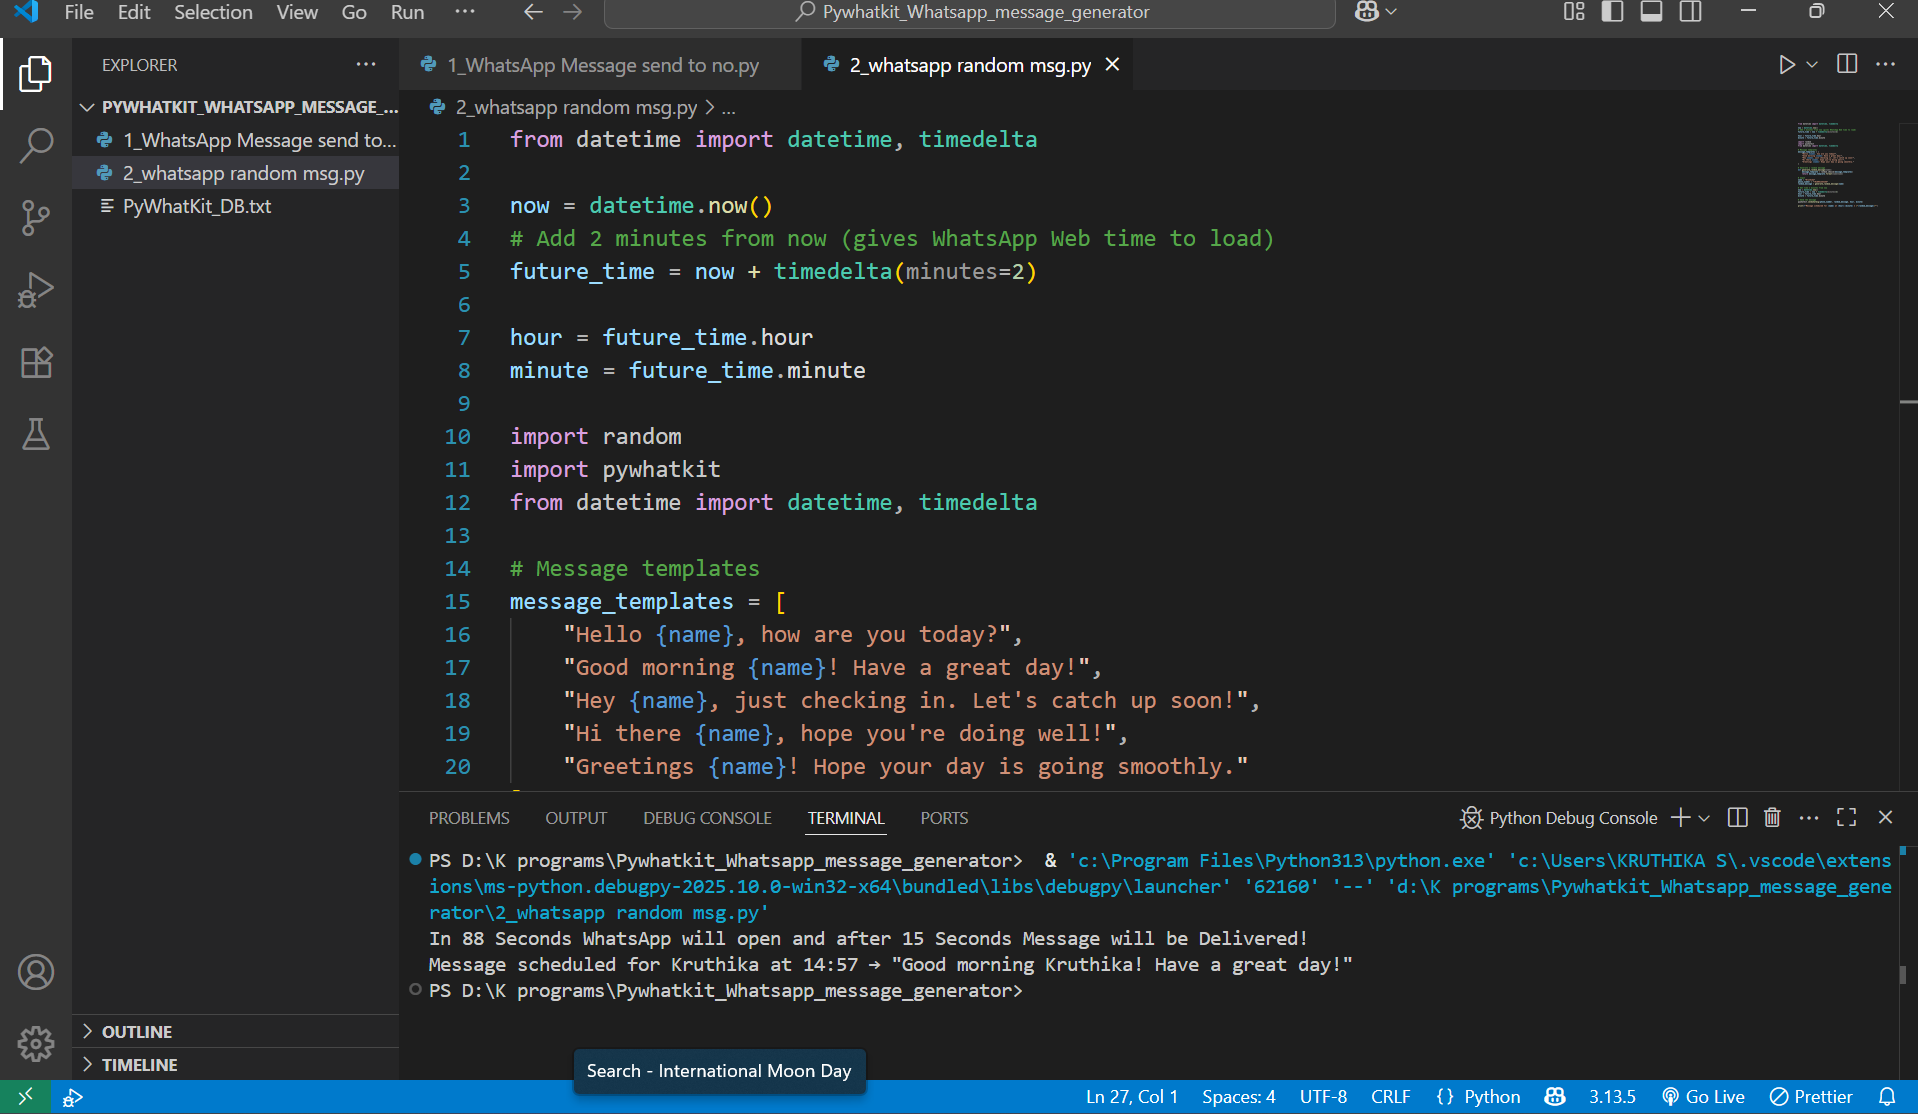 File Edit Selection View Go Run ···
Pywhatkit_Whatsapp_message_generator
EXPLORER
PYWHATKIT_WHATSAPP_MESSAGE_...
1_WhatsApp Message send to...
2_whatsapp random msg.py
PyWhatKit_DB.txt
OUTLINE
TIMELINE
1_WhatsApp Message send to no.py
2_whatsapp random msg.py
2_whatsapp random msg.py > ...
1 from datetime import datetime, timedelta
2
3 now = datetime.now()
4 # Add 2 minutes from now (gives WhatsApp Web time to load)
5 future_time = now + timedelta(minutes=2)
6
7 hour = future_time.hour
8 minute = future_time.minute
9
10 import random
11 import pywhatkit
12 from datetime import datetime, timedelta
13
14 # Message templates
15 message_templates = [
16 "Hello {name}, how are you today?",
17 "Good morning {name}! Have a great day!",
18 "Hey {name}, just checking in. Let's catch up soon!",
19 "Hi there {name}, hope you're doing well!",
20 "Greetings {name}! Hope your day is going smoothly."
PROBLEMS OUTPUT DEBUG CONSOLE TERMINAL PORTS
Python Debug Console
PS D:\K programs\Pywhatkit_Whatsapp_message_generator>  & 'c:\Program Files\Python313\python.exe' 'c:\Users\KRUTHIKA S\.vscode\extens
ions\ms-python.debugpy-2025.10.0-win32-x64\bundled\libs\debugpy\launcher' '62160' '--' 'd:\K programs\Pywhatkit_Whatsapp_message_gene
rator\2_whatsapp random msg.py'
In 88 Seconds WhatsApp will open and after 15 Seconds Message will be Delivered!
Message scheduled for Kruthika at 14:57 → "Good morning Kruthika! Have a great day!"
PS D:\K programs\Pywhatkit_Whatsapp_message_generator>
Search - International Moon Day
Ln 27, Col 1 Spaces: 4 UTF-8 CRLF {} Python 3.13.5 Go Live Prettier